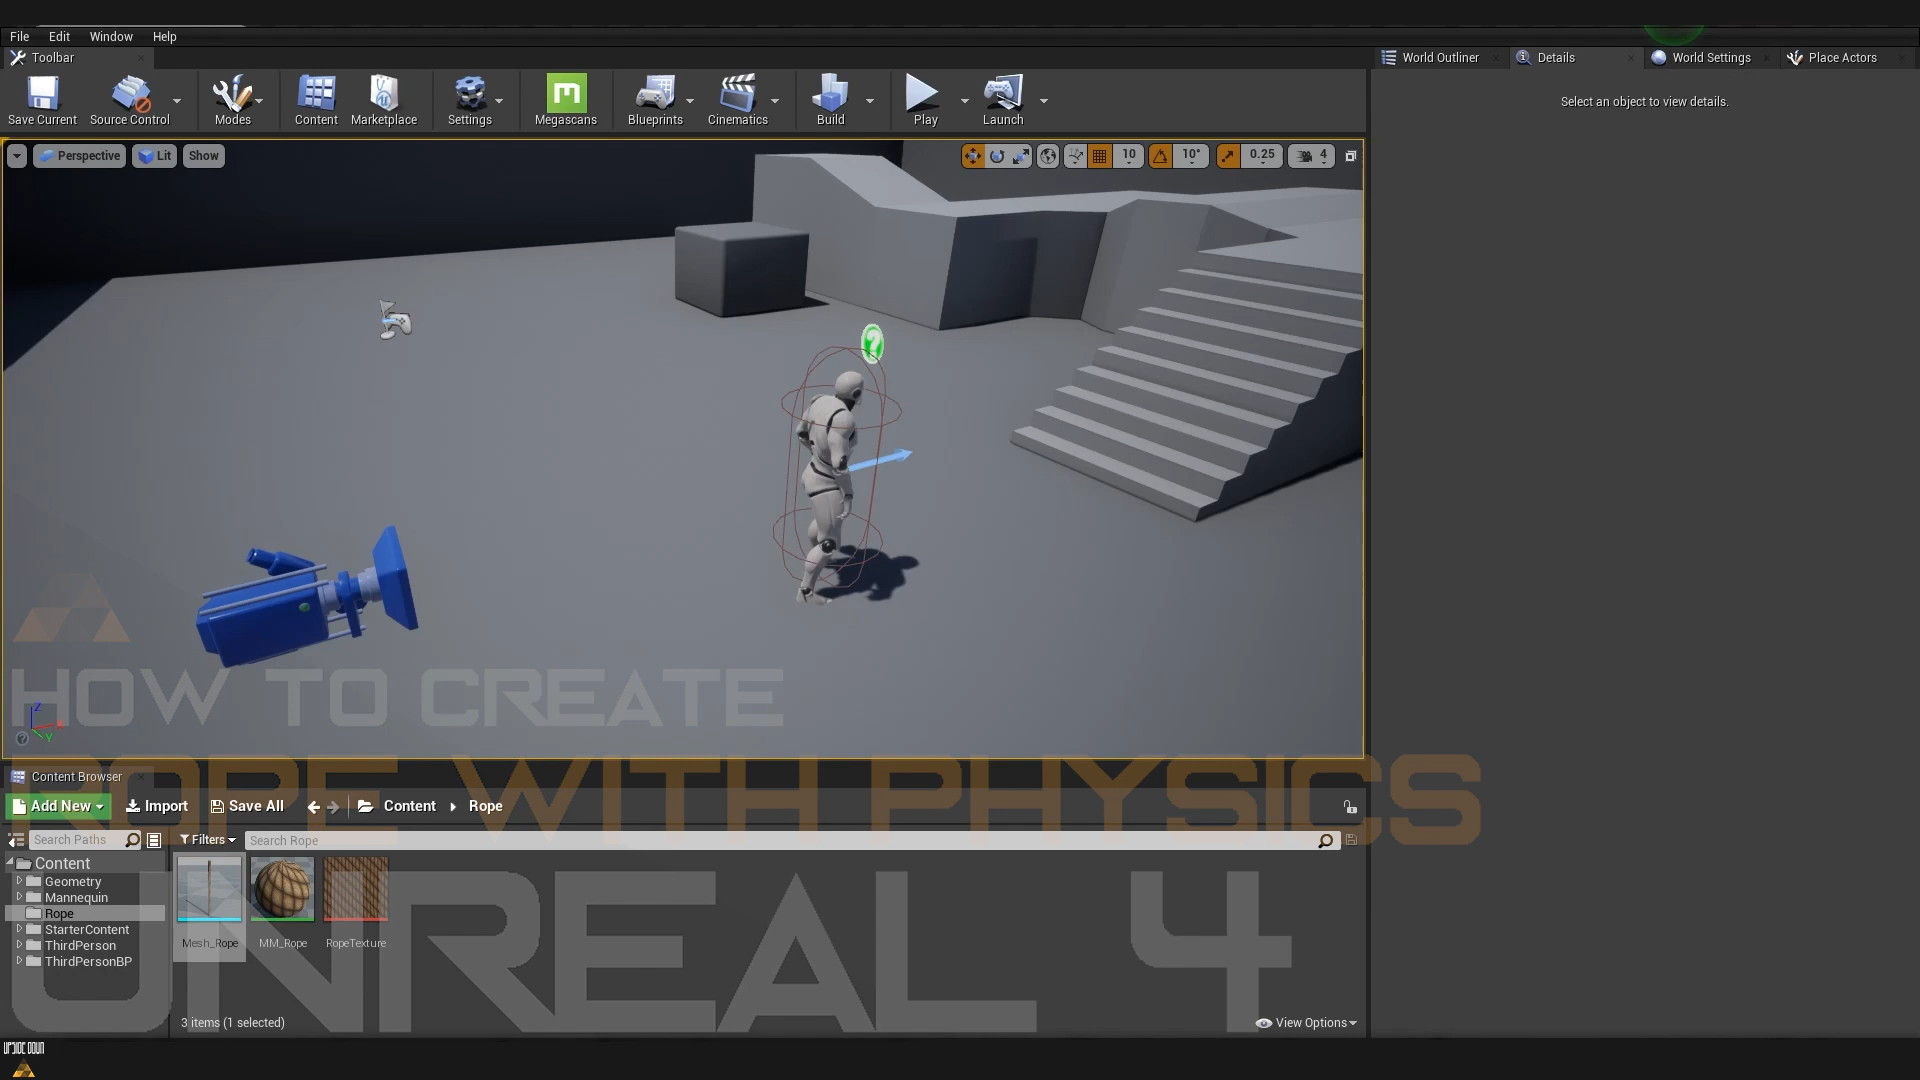 File Edit Window Help
Toolbar
World Outliner Details World Settings Place Actors
Save Current Source Control Modes Content Marketplace Settings Megascans Blueprints Cinematics Build Play Launch
Select an object to view details.
Perspective Lit Show 10 10° 0.25 4
?
HOW TO CREATE
Z
X
Y
?
ROPE WITH PHYSICS
Content Browser
Add New Import Save All Content Rope
Search Paths Filters Search Rope
Content
Geometry
Mannequin
Rope
StarterContent
ThirdPerson
ThirdPersonBP
Mesh_Rope MM_Rope RopeTexture
UNREAL 4
3 items (1 selected) View Options
UPSIDE DOWN